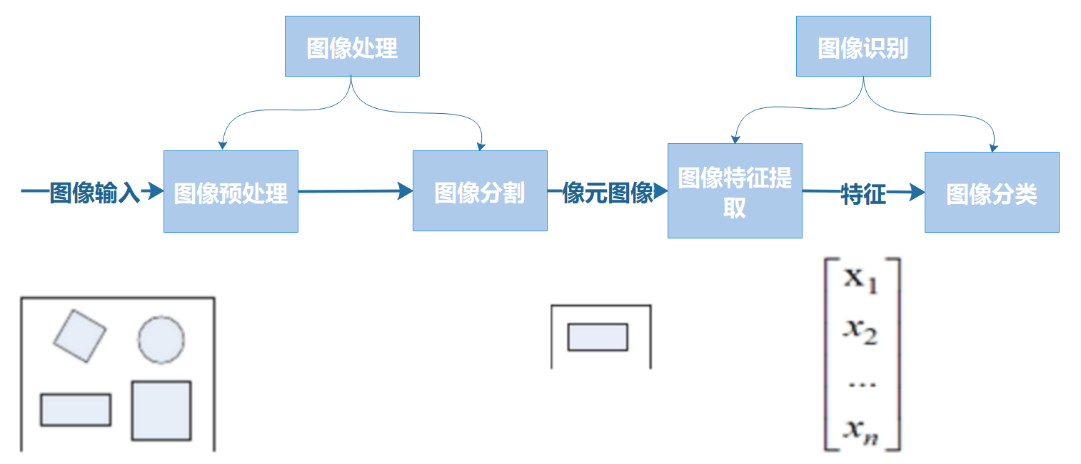 图像处理
图像识别
图像输入
图像预处理
图像分割
像元图像
图像特征提
取
特征
图像分类
x₁
x₂
...
xₙ